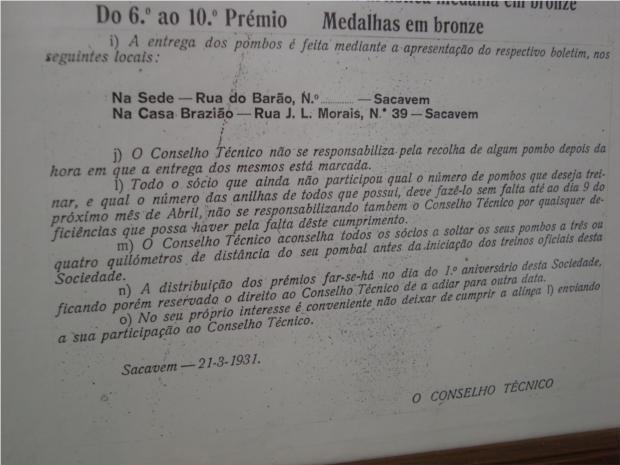 medalha em bronze
Do 6.º ao 10.º Prémio Medalhas em bronze
i) A entrega dos pombos é feita mediante a apresentação do respectivo boletim, nos
seguintes locais:
Na Sede — Rua do Barão, N.º ............ — Sacavem
Na Casa Brazião — Rua J. L. Morais, N.º 39 — Sacavem
j) O Conselho Técnico não se responsabiliza pela recolha de algum pombo depois da
hora em que a entrega dos mesmos está marcada.
l) Todo o sócio que ainda não participou qual o número de pombos que deseja trei-
nar, e qual o número das anilhas de todos que possui, deve fazê-lo sem falta até ao dia 9 do
próximo mês de Abril, não se responsabilizando também o Conselho Técnico por quaisquer de-
ficiências que possa haver pela falta dêste cumprimento.
m) O Conselho Técnico aconselha todos os sócios a soltar os seus pombos a três ou
quatro quilómetros de distância do seu pombal antes da iniciação dos treinos oficiais desta
Sociedade.
n) A distribuição dos prémios far-se-há no dia do 1.º aniversário desta Sociedade,
ficando porém reservado o direito ao Conselho Técnico de a adiar para outra data.
o) No seu próprio interesse é conveniente não deixar de cumprir a alinea l) enviando
a sua participação ao Conselho Técnico.
Sacavem — 21-3-1931.
O CONSELHO TÉCNICO